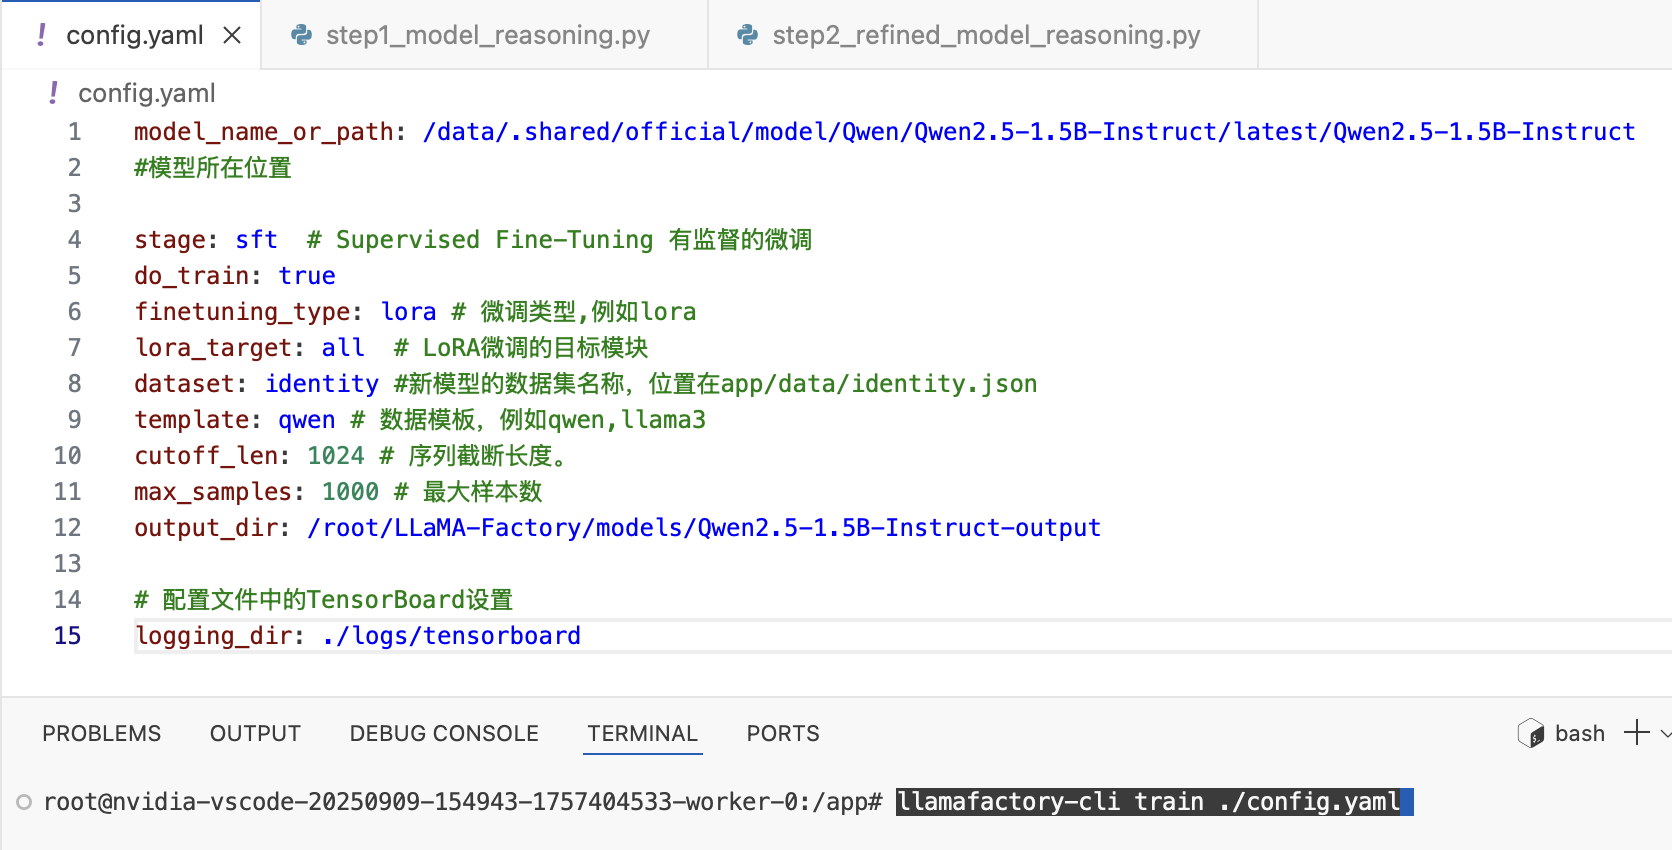 ! config.yaml × step1_model_reasoning.py step2_refined_model_reasoning.py
! config.yaml
1 model_name_or_path: /data/.shared/official/model/Qwen/Qwen2.5-1.5B-Instruct/latest/Qwen2.5-1.5B-Instruct
2 #模型所在位置
3
4 stage: sft  # Supervised Fine-Tuning 有监督的微调
5 do_train: true
6 finetuning_type: lora # 微调类型,例如lora
7 lora_target: all  # LoRA微调的目标模块
8 dataset: identity #新模型的数据集名称，位置在app/data/identity.json
9 template: qwen # 数据模板，例如qwen,llama3
10 cutoff_len: 1024 # 序列截断长度。
11 max_samples: 1000 # 最大样本数
12 output_dir: /root/LLaMA-Factory/models/Qwen2.5-1.5B-Instruct-output
13
14 # 配置文件中的TensorBoard设置
15 logging_dir: ./logs/tensorboard
PROBLEMS OUTPUT DEBUG CONSOLE TERMINAL PORTS bash
root@nvidia-vscode-20250909-154943-1757404533-worker-0:/app# llamafactory-cli train ./config.yaml